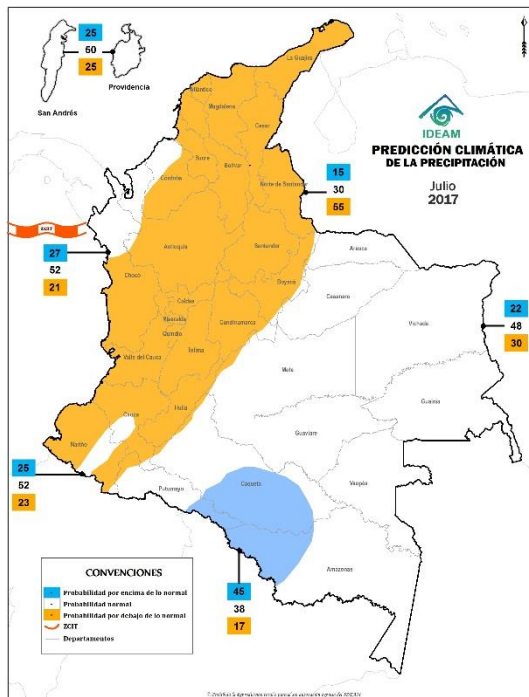 25
50
25
San Andrés
Providencia
La Guajira
Atlántico
Magdalena
Cesar
IDEAM
PREDICCIÓN CLIMÁTICA
DE LA PRECIPITACIÓN
Julio
2017
Sucre
Bolívar
Córdoba
Norte de Santander
15
30
55
ZCIT
27
52
21
Antioquia
Santander
Arauca
Chocó
Boyacá
Casanare
Caldas
Risaralda
Cundinamarca
Vichada
22
48
30
Quindío
Valle del Cauca
Tolima
Meta
Guainía
Cauca
Huila
Nariño
Guaviare
25
52
23
Putumayo
Caquetá
Vaupés
Amazonas
45
38
17
CONVENCIONES
Probabilidad por encima de lo normal
Probabilidad normal
Probabilidad por debajo de lo normal
ZCIT
Departamentos